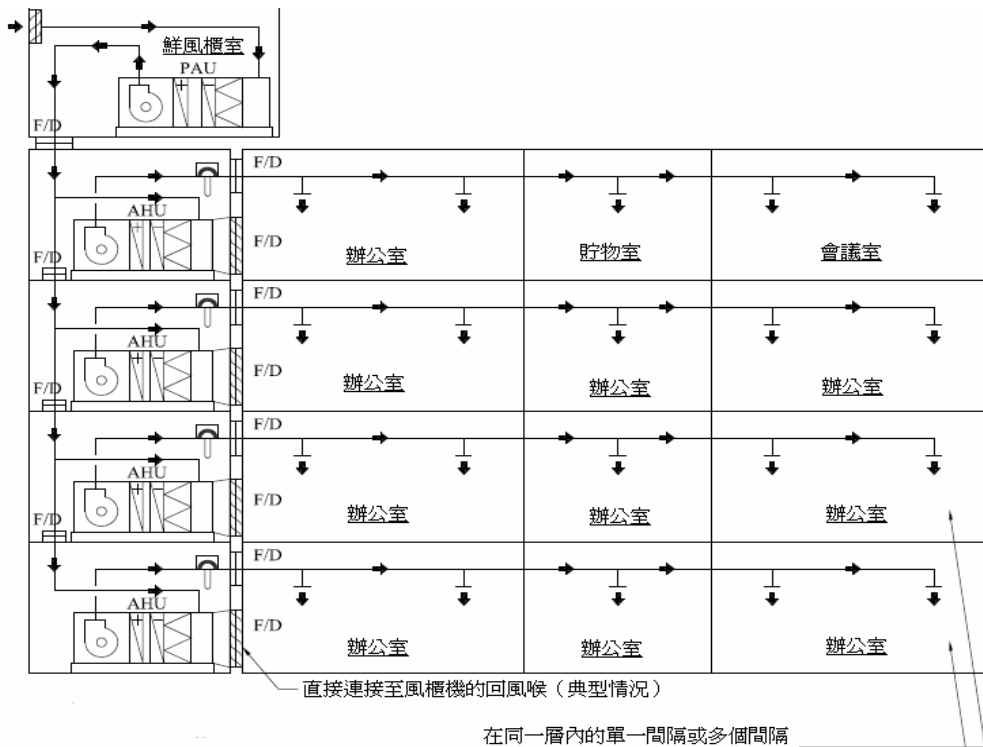 鮮風櫃室
PAU
F/D
F/D
AHU
F/D
F/D
辦公室
貯物室
會議室
F/D
AHU
F/D
F/D
辦公室
辦公室
辦公室
F/D
AHU
F/D
F/D
辦公室
辦公室
辦公室
F/D
AHU
F/D
辦公室
辦公室
辦公室
直接連接至風櫃機的回風喉（典型情況）
在同一層內的單一間隔或多個間隔